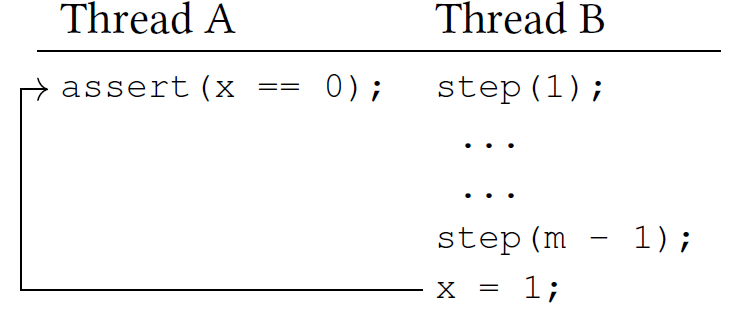 Thread A Thread B
assert(x == 0); step(1);
...
...
step(m - 1);
x = 1;